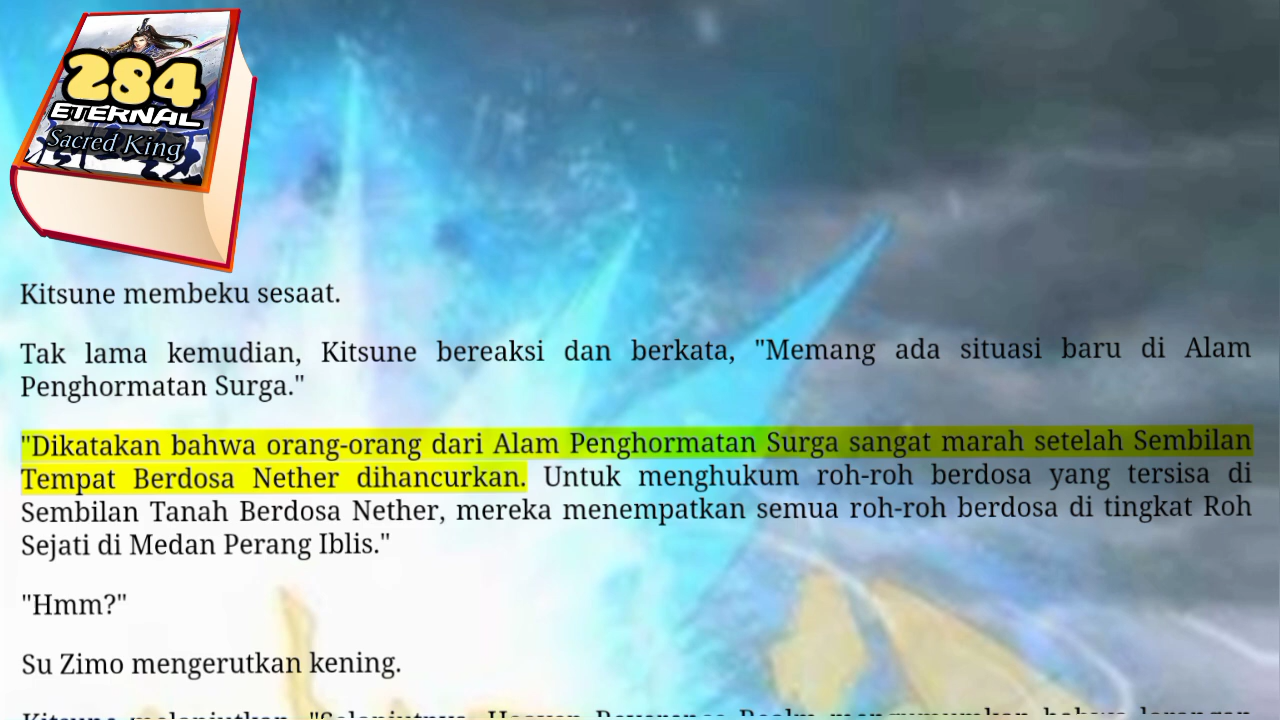 284
ETERNAL
Sacred King
Kitsune membeku sesaat.
Tak lama kemudian, Kitsune bereaksi dan berkata, "Memang ada situasi baru di Alam
Penghormatan Surga."
"Dikatakan bahwa orang-orang dari Alam Penghormatan Surga sangat marah setelah Sembilan
Tempat Berdosa Nether dihancurkan. Untuk menghukum roh-roh berdosa yang tersisa di
Sembilan Tanah Berdosa Nether, mereka menempatkan semua roh-roh berdosa di tingkat Roh
Sejati di Medan Perang Iblis."
"Hmm?"
Su Zimo mengerutkan kening.